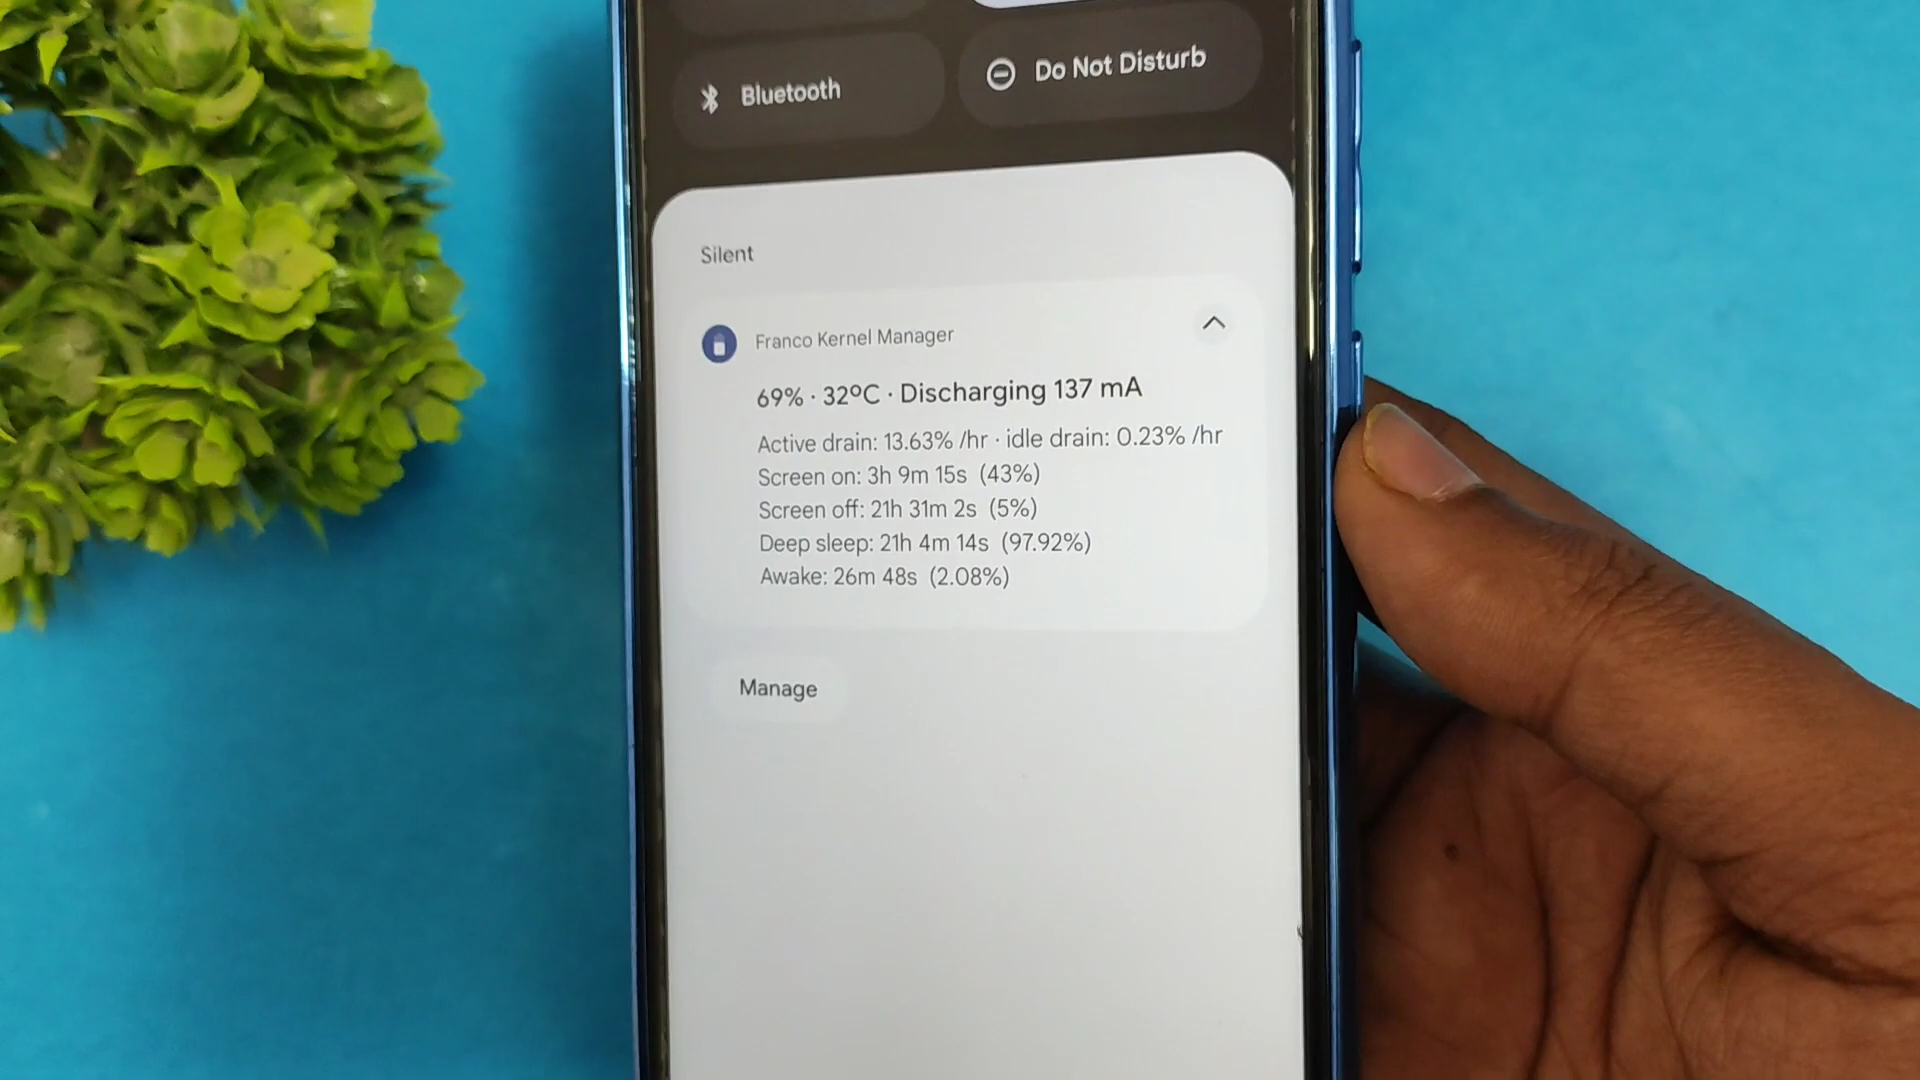 Bluetooth
Do Not Disturb
Silent
Franco Kernel Manager
69% · 32ºC · Discharging 137 mA
Active drain: 13.63% /hr · idle drain: 0.23% /hr
Screen on: 3h 9m 15s (43%)
Screen off: 21h 31m 2s (5%)
Deep sleep: 21h 4m 14s (97.92%)
Awake: 26m 48s (2.08%)
Manage